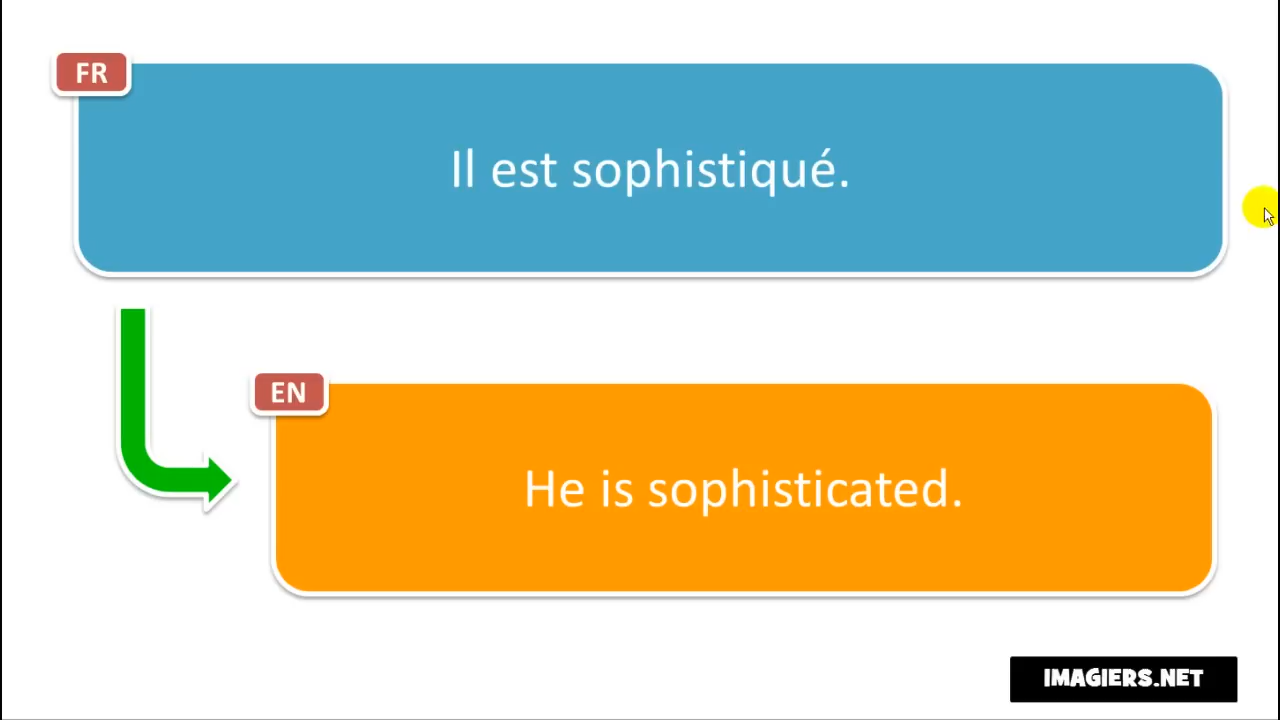 FR
Il est sophistiqué.
EN
He is sophisticated.
IMAGIERS.NET